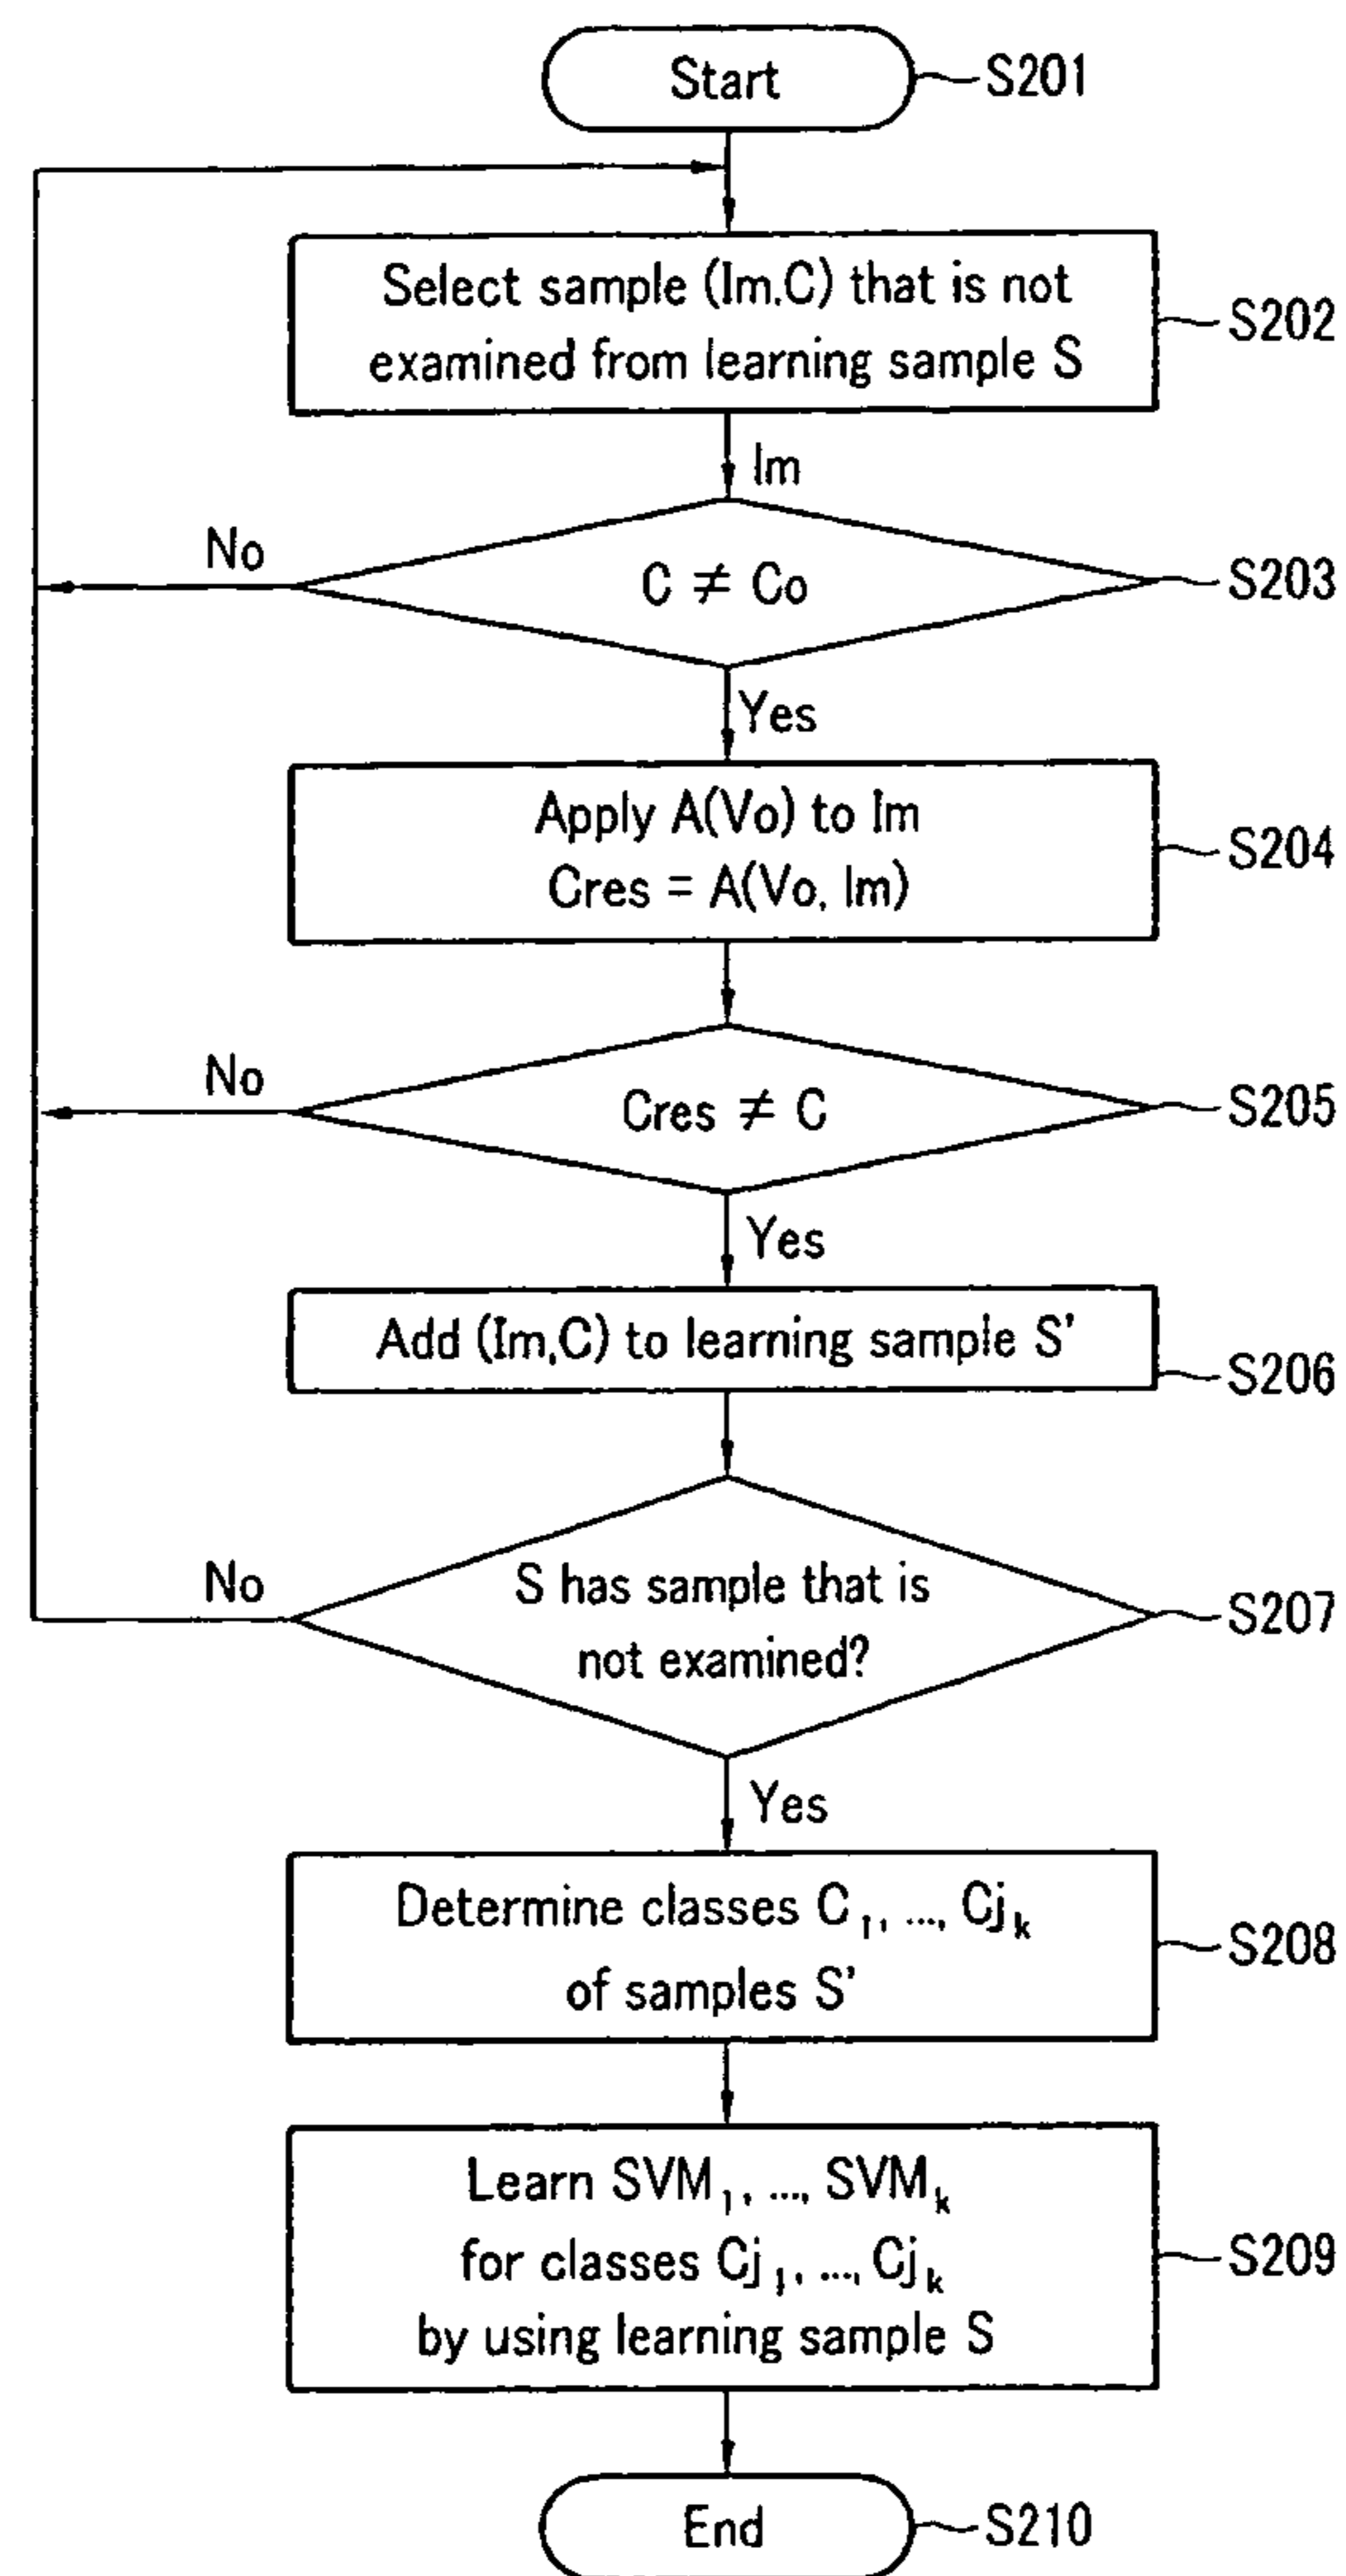 Start
S201
Select sample (Im.C) that is not
examined from learning sample S
S202
Im
No
C ≠ Co
S203
Yes
Apply A(Vo) to Im
Cres = A(Vo, Im)
S204
No
Cres ≠ C
S205
Yes
Add (Im,C) to learning sample S'
S206
No
S has sample that is
not examined?
S207
Yes
Determine classes C₁, ..., Cjₖ
of samples S'
S208
Learn SVM₁, ..., SVMₖ
for classes Cj₁, ..., Cjₖ
by using learning sample S
S209
End
S210